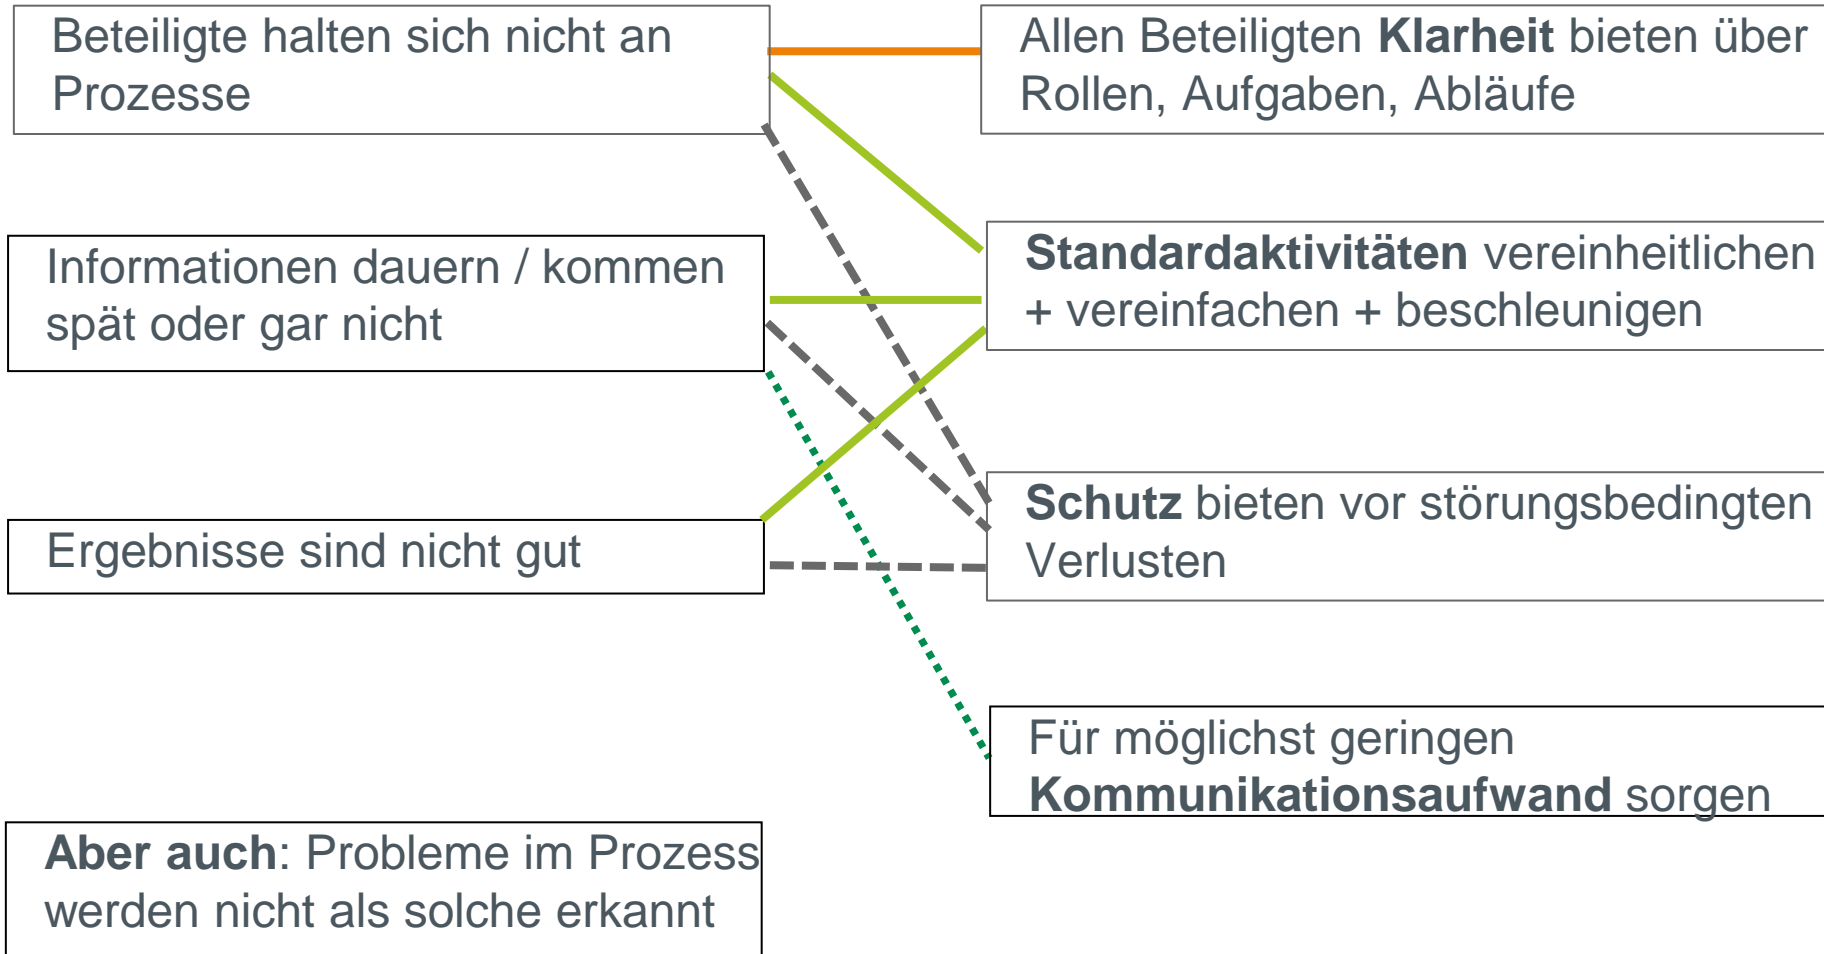 Beteiligte halten sich nicht an
Prozesse
Allen Beteiligten Klarheit bieten über
Rollen, Aufgaben, Abläufe
Informationen dauern / kommen
spät oder gar nicht
Standardaktivitäten vereinheitlichen
+ vereinfachen + beschleunigen
Ergebnisse sind nicht gut
Schutz bieten vor störungsbedingten
Verlusten
Für möglichst geringen
Kommunikationsaufwand sorgen
Aber auch: Probleme im Prozess
werden nicht als solche erkannt